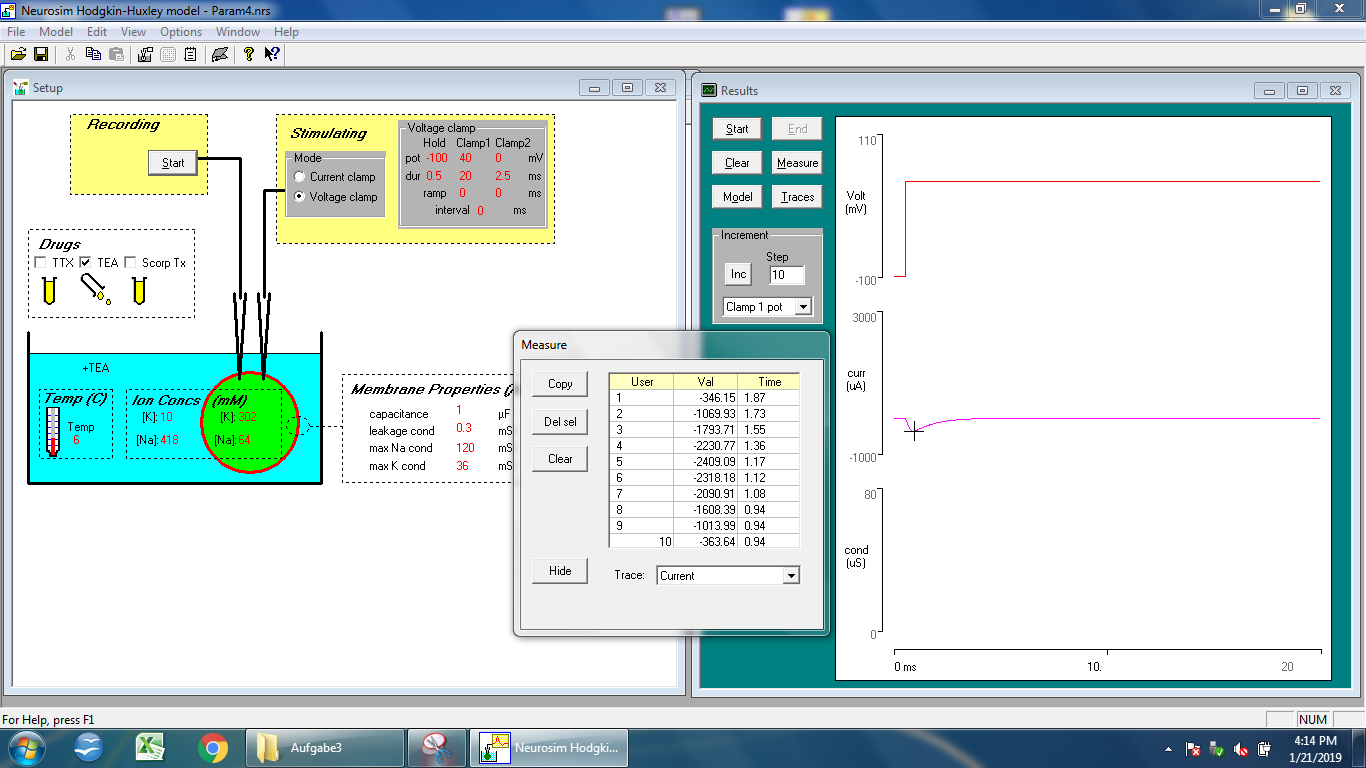 Neurosim Hodgkin-Huxley model - Param4.nrs
File Model Edit View Options Window Help
Setup
Recording
Start
Stimulating
Mode
Current clamp
Voltage clamp
Voltage clamp
Hold Clamp1 Clamp2
pot -100 40 0 mV
dur 0.5 20 2.5 ms
ramp 0 0 ms
interval 0 ms
Drugs
TTX TEA Scorp Tx
+TEA
Temp (C)
Temp
6
Ion Concs (mM)
[K]: 10 [K]: 302
[Na]: 418 [Na]: 64
Membrane Properties (/
capacitance 1 µF
leakage cond 0.3 mS
max Na cond 120 mS
max K cond 36 mS
Results
Start End
Clear Measure
Model Traces
Increment
Step
Inc 10
Clamp 1 pot
110
Volt
(mV)
-100
3000
curr
(uA)
-1000
80
cond
(uS)
0
0 ms 10. 20
Measure
Copy
Del sel
Clear
Hide
User Val Time
1 -346.15 1.87
2 -1069.93 1.73
3 -1793.71 1.55
4 -2230.77 1.36
5 -2409.09 1.17
6 -2318.18 1.12
7 -2090.91 1.08
8 -1608.39 0.94
9 -1013.99 0.94
10 -363.64 0.94
Trace: Current
For Help, press F1
NUM
Aufgabe3
Neurosim Hodgki...
4:14 PM
1/21/2019